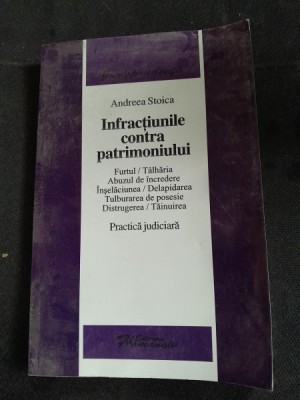 Andreea Stoica
Infracțiunile
contra
patrimoniului
Furtul / Tâlhăria
Abuzul de încredere
Înșelăciunea / Delapidarea
Tulburarea de posesie
Distrugerea / Tăinuirea
Practică judiciară